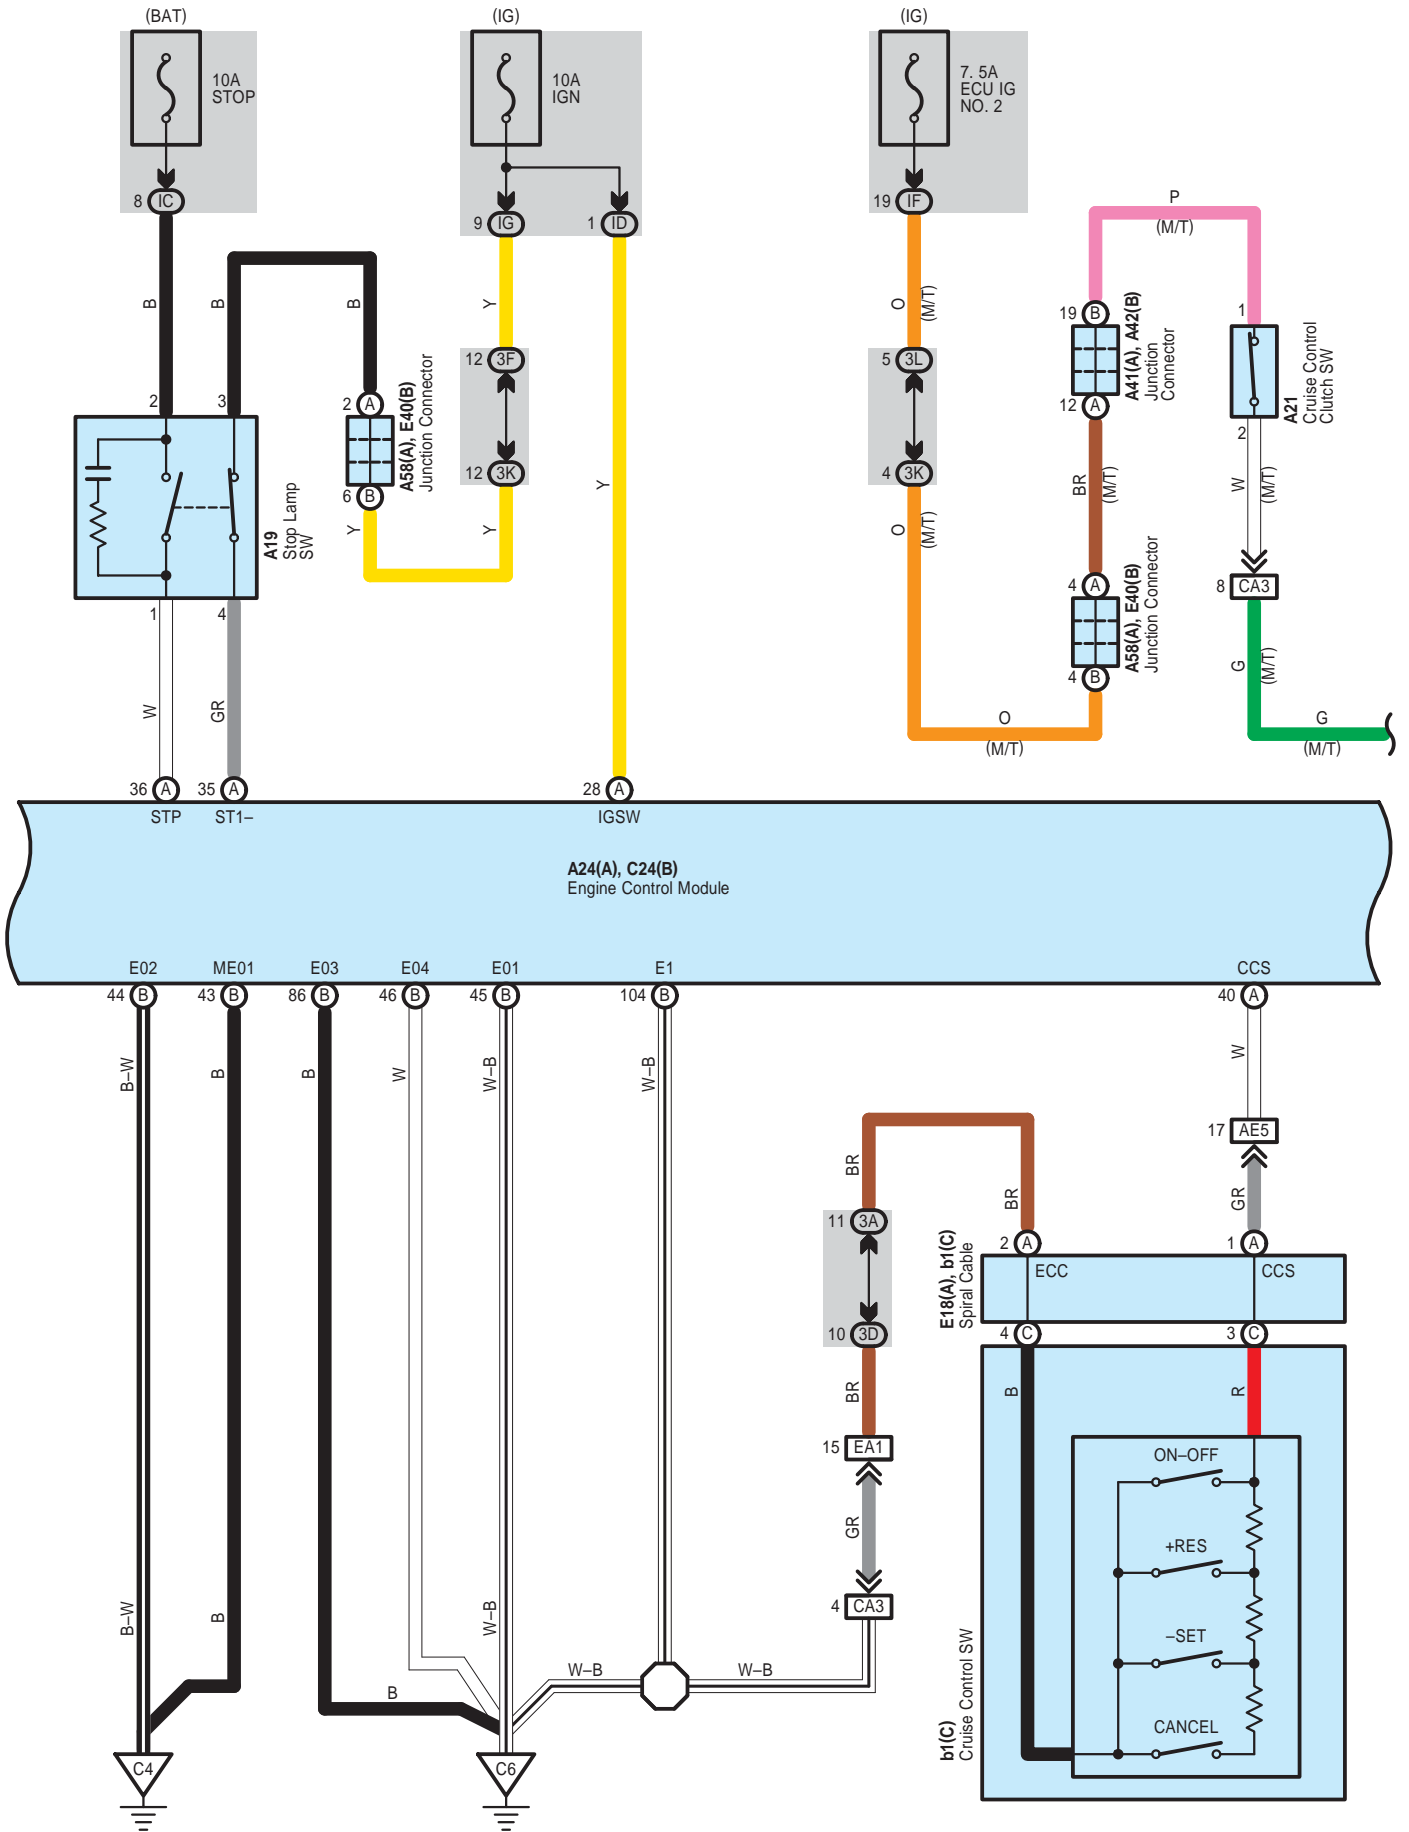 (BAT)
(IG)
(IG)
10A
STOP
10A
IGN
7. 5A
ECU IG
NO. 2
8 IC
9 IG
1 ID
19 IF
P
(M/T)
B
B
B
Y
O
(M/T)
19 B
1
12 3F
5 3L
A41(A), A42(B)
Junction
Connector
A21
Cruise Control
Clutch SW
2
3
2 A
12 A
2
A58(A), E40(B)
Junction Connector
6 B
12 3K
4 3K
Y
BR
(M/T)
W
(M/T)
A19
Stop Lamp
SW
Y
Y
O
(M/T)
4 A
8 CA3
A58(A), E40(B)
Junction Connector
1
4
4 B
G
(M/T)
W
GR
O
(M/T)
G
(M/T)
36 A
35 A
28 A
STP
ST1–
IGSW
A24(A), C24(B)
Engine Control Module
E02
ME01
E03
E04
E01
E1
CCS
44 B
43 B
86 B
46 B
45 B
104 B
40 A
B–W
B
B
W
W–B
W–B
W
17 AE5
BR
BR
GR
11 3A
2 A
1 A
E18(A), b1(C)
Spiral Cable
ECC
CCS
10 3D
4 C
3 C
BR
B
R
15 EA1
ON–OFF
GR
+RES
B–W
B
W–B
4 CA3
–SET
W–B
W–B
B
CANCEL
b1(C)
Cruise Control SW
C4
C6